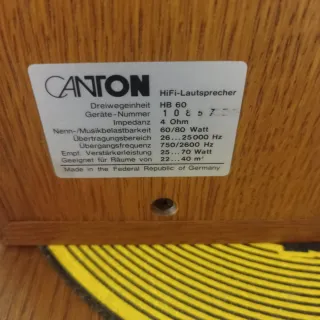 CANTON HiFi-Lautsprecher
Dreiwegeinheit HB 60
Geräte-Nummer
Impedanz 4 Ohm
Nenn-/Musikbelastbarkeit 60/80 Watt
Übertragungsbereich 26...25000 Hz
Übergangsfrequenz 750/2600 Hz
Empf. Verstärkerleistung 25...70 Watt
Geeignet für Räume von 22...40 m²
Made in the Federal Republic of Germany